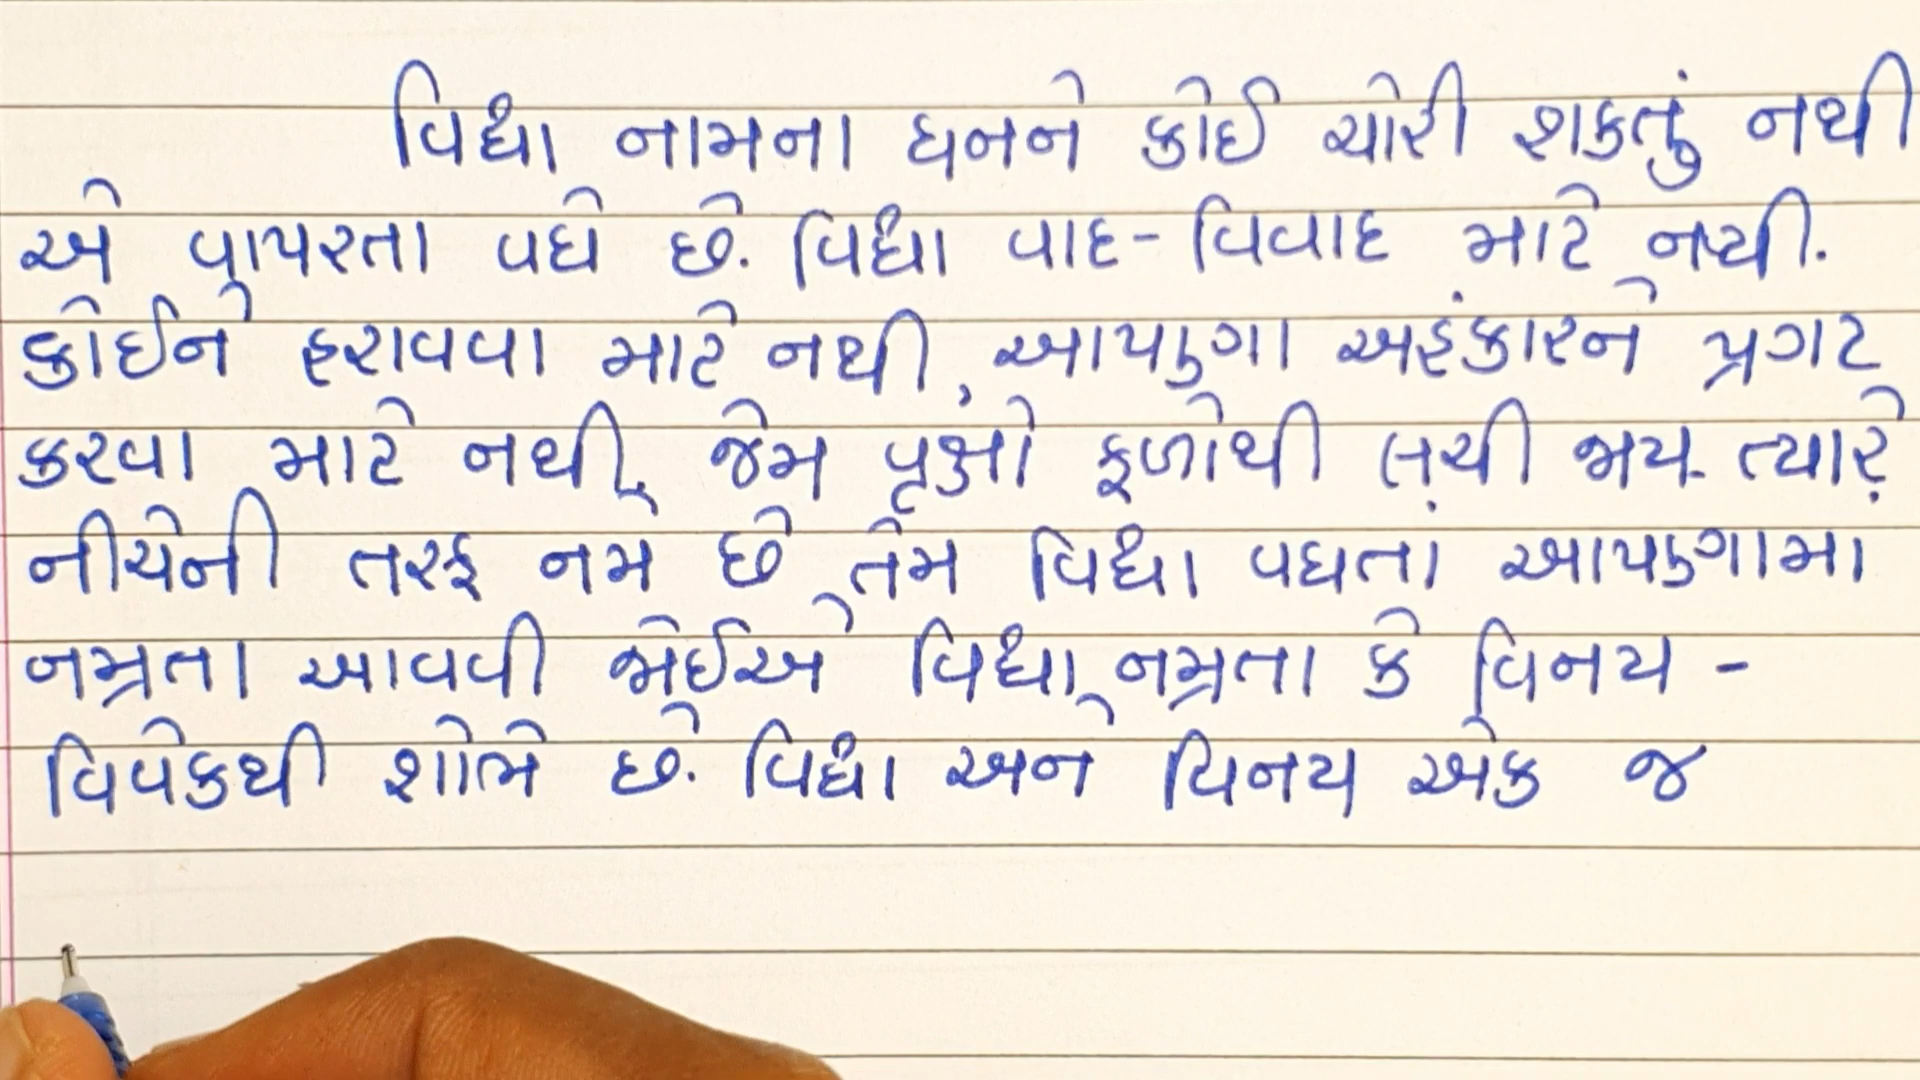 વિદ્યા નામના ધનને કોઈ ચોરી શકતું નથી
એ વાપરતા વધે છે. વિદ્યા વાદ-વિવાદ માટે નથી.
કોઈને હરાવવા માટે નથી, આપણા અહંકારને પ્રગટ
કરવા માટે નથી. જેમ વૃક્ષો ફળોથી લચી જાય ત્યારે
નીચેની તરફ નમે છે, તેમ વિદ્યા વધતાં આપણામાં
નમ્રતા આવવી જોઈએ વિદ્યા, નમ્રતા કે વિનય -
વિવેકથી શોભે છે. વિદ્યા અને વિનય એક જ